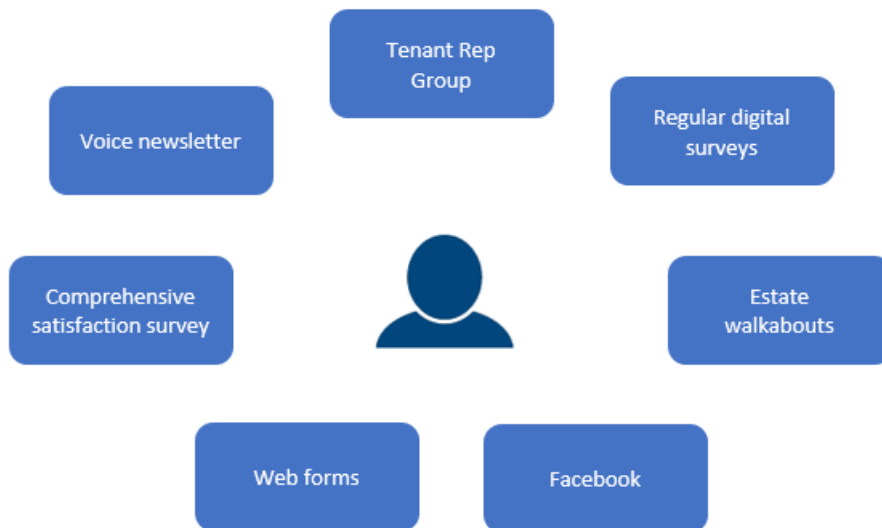 Tenant Rep
Group
Voice newsletter
Regular digital
surveys
Comprehensive
satisfaction survey
Estate
walkabouts
Web forms
Facebook